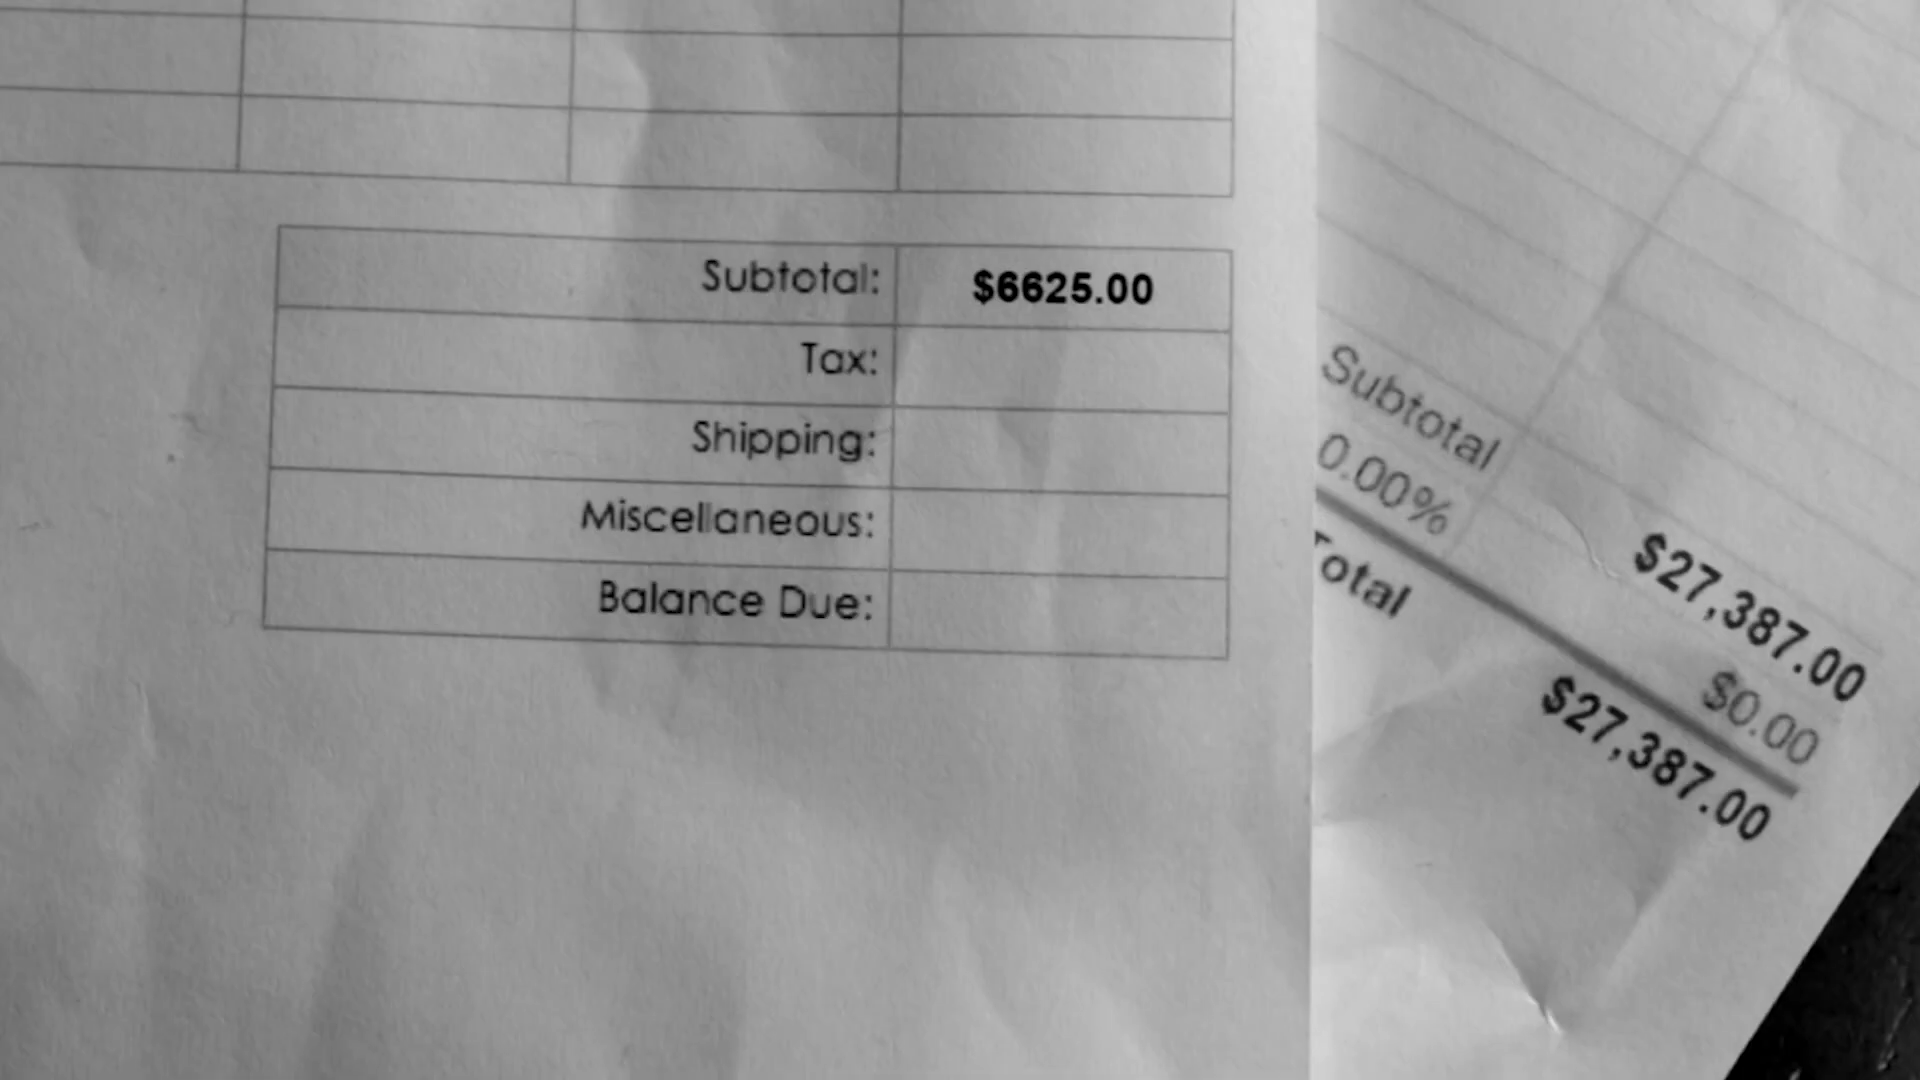 Subtotal: $6625.00
Tax:
Shipping:
Miscellaneous:
Balance Due:
Subtotal $27,387.00
0.00% $0.00
Total $27,387.00